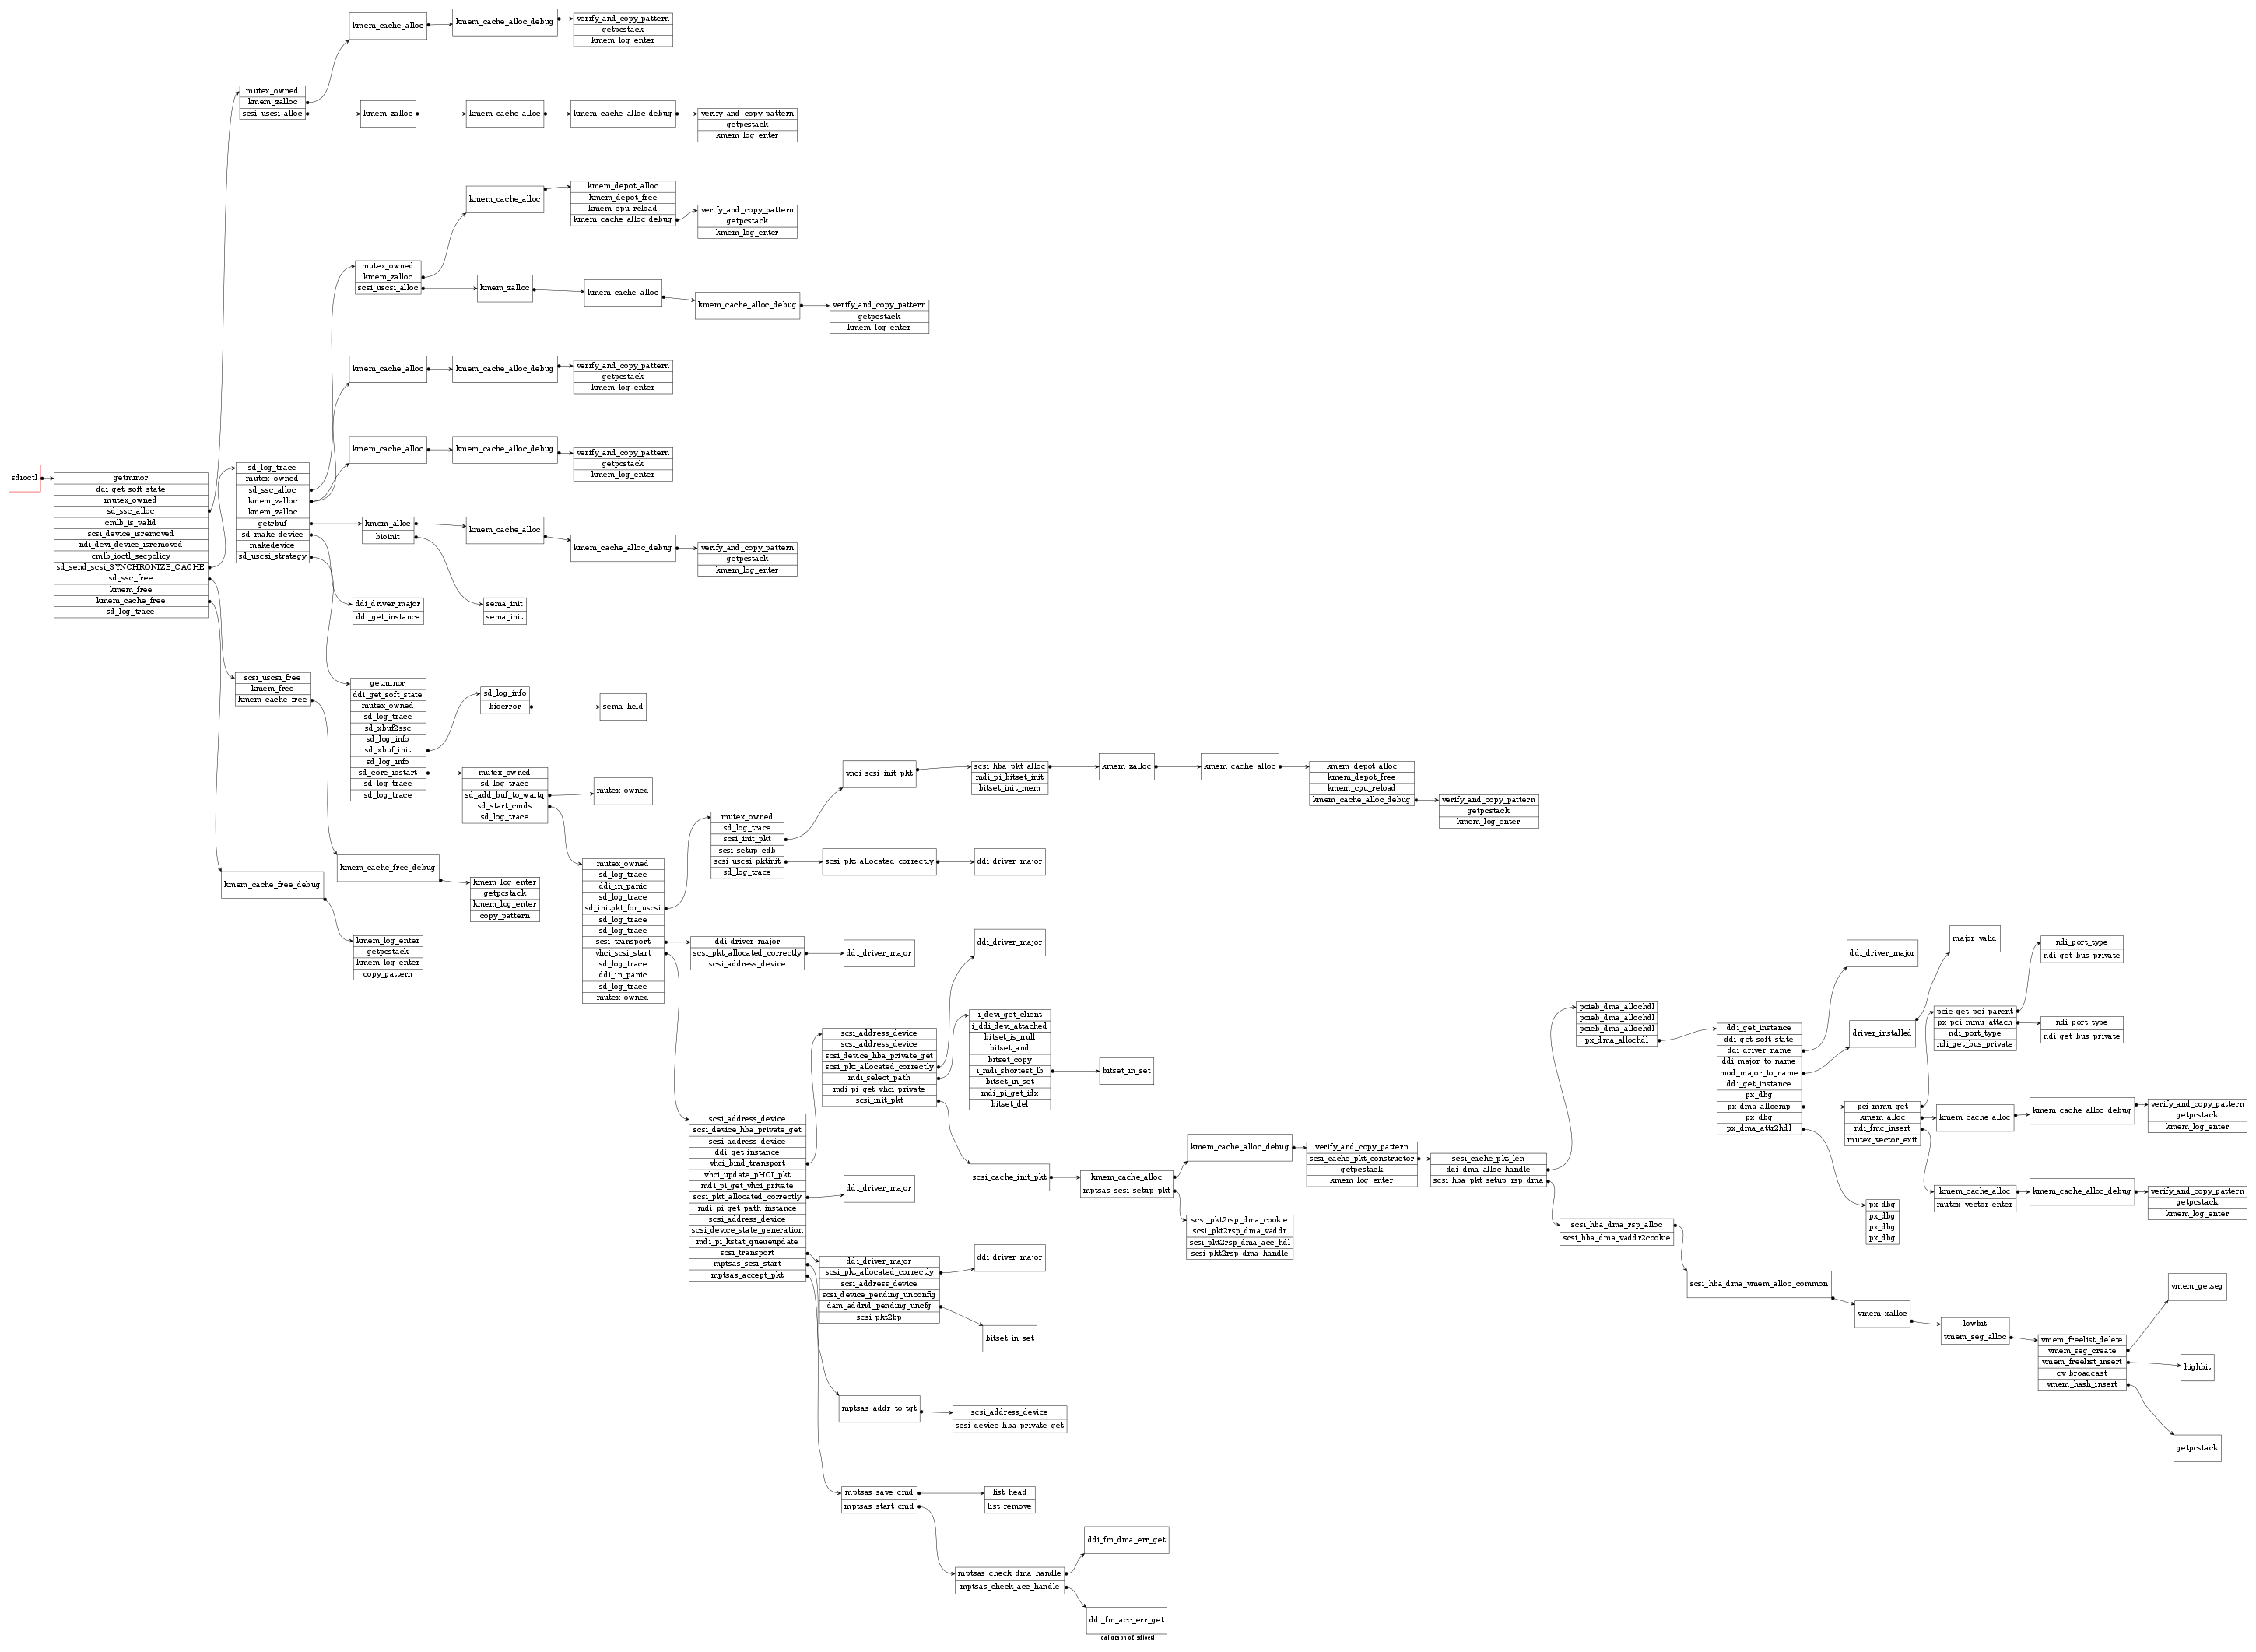 sdioctl
getminor
ddi_get_soft_state
mutex_owned
sd_ssc_alloc
cmlb_is_valid
scsi_device_isremoved
ndi_devi_device_isremoved
cmlb_ioctl_secpolicy
sd_send_scsi_SYNCHRONIZE_CACHE
sd_ssc_free
kmem_free
kmem_cache_free
sd_log_trace
mutex_owned
kmem_zalloc
scsi_uscsi_alloc
kmem_cache_alloc
kmem_cache_alloc_debug
verify_and_copy_pattern
getpcstack
kmem_log_enter
kmem_zalloc
kmem_cache_alloc
kmem_cache_alloc_debug
verify_and_copy_pattern
getpcstack
kmem_log_enter
sd_log_trace
mutex_owned
sd_ssc_alloc
kmem_zalloc
kmem_zalloc
getrbuf
sd_make_device
makedevice
sd_uscsi_strategy
mutex_owned
kmem_zalloc
scsi_uscsi_alloc
kmem_cache_alloc
kmem_depot_alloc
kmem_depot_free
kmem_cpu_reload
kmem_cache_alloc_debug
verify_and_copy_pattern
getpcstack
kmem_log_enter
kmem_zalloc
kmem_cache_alloc
kmem_cache_alloc_debug
verify_and_copy_pattern
getpcstack
kmem_log_enter
kmem_cache_alloc
kmem_cache_alloc_debug
verify_and_copy_pattern
getpcstack
kmem_log_enter
kmem_cache_alloc
kmem_cache_alloc_debug
verify_and_copy_pattern
getpcstack
kmem_log_enter
kmem_alloc
bioinit
kmem_cache_alloc
kmem_cache_alloc_debug
verify_and_copy_pattern
getpcstack
kmem_log_enter
sema_init
sema_init
ddi_driver_major
ddi_get_instance
scsi_uscsi_free
kmem_free
kmem_cache_free
kmem_cache_free_debug
kmem_log_enter
getpcstack
kmem_log_enter
copy_pattern
kmem_cache_free_debug
kmem_log_enter
getpcstack
kmem_log_enter
copy_pattern
getminor
ddi_get_soft_state
mutex_owned
sd_log_trace
sd_xbuf2ssc
sd_log_info
sd_xbuf_init
sd_log_info
sd_core_iostart
sd_log_trace
sd_log_trace
sd_log_info
bioerror
sema_held
mutex_owned
sd_log_trace
sd_add_buf_to_waitq
sd_start_cmds
sd_log_trace
mutex_owned
mutex_owned
sd_log_trace
ddi_in_panic
sd_log_trace
sd_initpkt_for_uscsi
sd_log_trace
sd_log_trace
scsi_transport
vhci_scsi_start
sd_log_trace
ddi_in_panic
sd_log_trace
mutex_owned
mutex_owned
sd_log_trace
scsi_init_pkt
scsi_setup_cdb
scsi_uscsi_pktinit
sd_log_trace
vhci_scsi_init_pkt
scsi_hba_pkt_alloc
mdi_pi_bitset_init
bitset_init_mem
kmem_zalloc
kmem_cache_alloc
kmem_depot_alloc
kmem_depot_free
kmem_cpu_reload
kmem_cache_alloc_debug
verify_and_copy_pattern
getpcstack
kmem_log_enter
scsi_pkt_allocated_correctly
ddi_driver_major
ddi_driver_major
scsi_pkt_allocated_correctly
scsi_address_device
ddi_driver_major
scsi_address_device
scsi_device_hba_private_get
scsi_address_device
ddi_get_instance
vhci_bind_transport
vhci_update_pHCI_pkt
mdi_pi_get_vhci_private
scsi_pkt_allocated_correctly
mdi_pi_get_path_instance
scsi_address_device
scsi_device_state_generation
mdi_pi_kstat_queueupdate
scsi_transport
mptsas_scsi_start
mptsas_accept_pkt
scsi_address_device
scsi_address_device
scsi_device_hba_private_get
scsi_pkt_allocated_correctly
mdi_select_path
mdi_pi_get_vhci_private
scsi_init_pkt
ddi_driver_major
i_devi_get_client
i_ddi_devi_attached
bitset_is_null
bitset_and
bitset_copy
i_mdi_shortest_lb
bitset_in_set
mdi_pi_get_idx
bitset_del
bitset_in_set
scsi_cache_init_pkt
kmem_cache_alloc
mptsas_scsi_setup_pkt
kmem_cache_alloc_debug
verify_and_copy_pattern
scsi_cache_pkt_constructor
getpcstack
kmem_log_enter
scsi_pkt2rsp_dma_cookie
scsi_pkt2rsp_dma_vaddr
scsi_pkt2rsp_dma_acc_hdl
scsi_pkt2rsp_dma_handle
scsi_cache_pkt_len
ddi_dma_alloc_handle
scsi_hba_pkt_setup_rsp_dma
pcieb_dma_allochdl
pcieb_dma_allochdl
pcieb_dma_allochdl
px_dma_allochdl
ddi_get_instance
ddi_get_soft_state
ddi_driver_name
ddi_major_to_name
mod_major_to_name
ddi_get_instance
px_dbg
px_dma_allocmp
px_dbg
px_dma_attr2hdl
ddi_driver_major
driver_installed
major_valid
pci_mmu_get
kmem_alloc
ndi_fmc_insert
mutex_vector_exit
pcie_get_pci_parent
px_pci_mmu_attach
ndi_port_type
ndi_get_bus_private
ndi_port_type
ndi_get_bus_private
ndi_port_type
ndi_get_bus_private
kmem_cache_alloc
kmem_cache_alloc_debug
verify_and_copy_pattern
getpcstack
kmem_log_enter
kmem_cache_alloc
mutex_vector_enter
kmem_cache_alloc_debug
verify_and_copy_pattern
getpcstack
kmem_log_enter
px_dbg
px_dbg
px_dbg
px_dbg
scsi_hba_dma_rsp_alloc
scsi_hba_dma_vaddr2cookie
scsi_hba_dma_vmem_alloc_common
vmem_xalloc
lowbit
vmem_seg_alloc
vmem_freelist_delete
vmem_seg_create
vmem_freelist_insert
cv_broadcast
vmem_hash_insert
vmem_getseg
highbit
getpcstack
ddi_driver_major
ddi_driver_major
scsi_pkt_allocated_correctly
scsi_address_device
scsi_device_pending_unconfig
dam_addrid_pending_uncfg
scsi_pkt2bp
ddi_driver_major
bitset_in_set
mptsas_addr_to_tgt
scsi_address_device
scsi_device_hba_private_get
mptsas_save_cmd
mptsas_start_cmd
list_head
list_remove
mptsas_check_dma_handle
mptsas_check_acc_handle
ddi_fm_dma_err_get
ddi_fm_acc_err_get
callgraph of sdioctl